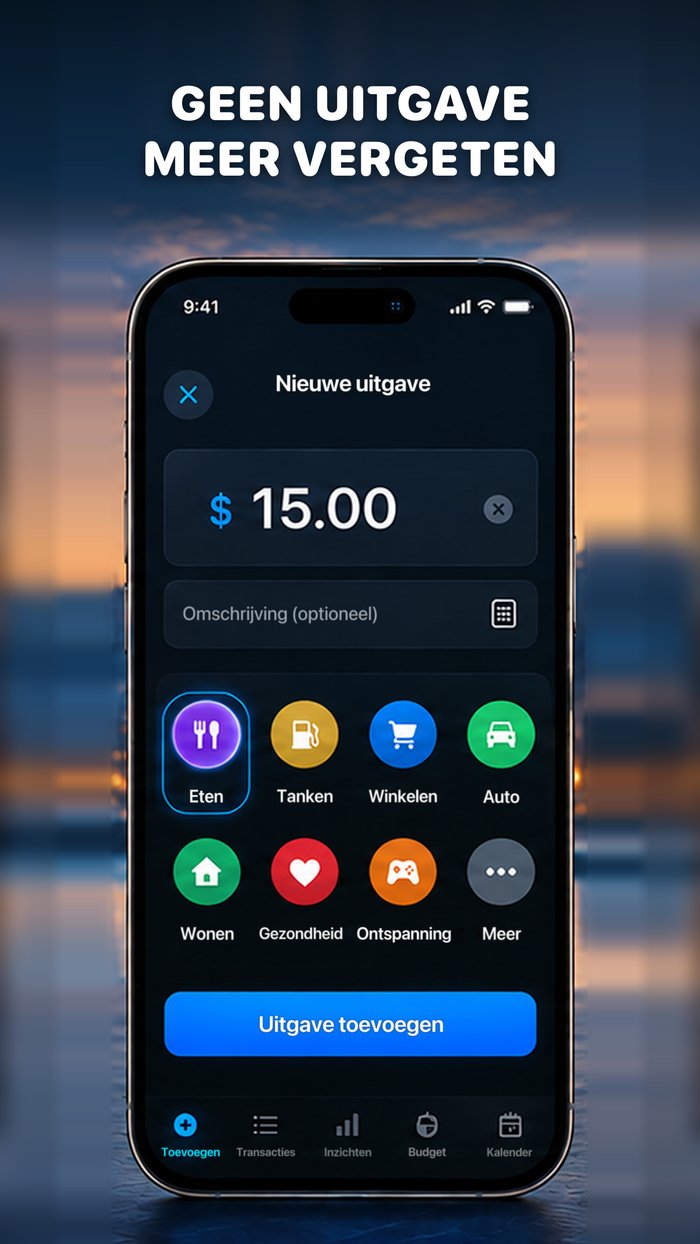 GEEN UITGAVE
MEER VERGETEN
9:41
Nieuwe uitgave
$ 15.00
Omschrijving (optioneel)
Eten Tanken Winkelen Auto
Wonen Gezondheid Ontspanning Meer
Uitgave toevoegen
Toevoegen Transacties Inzichten Budget Kalender